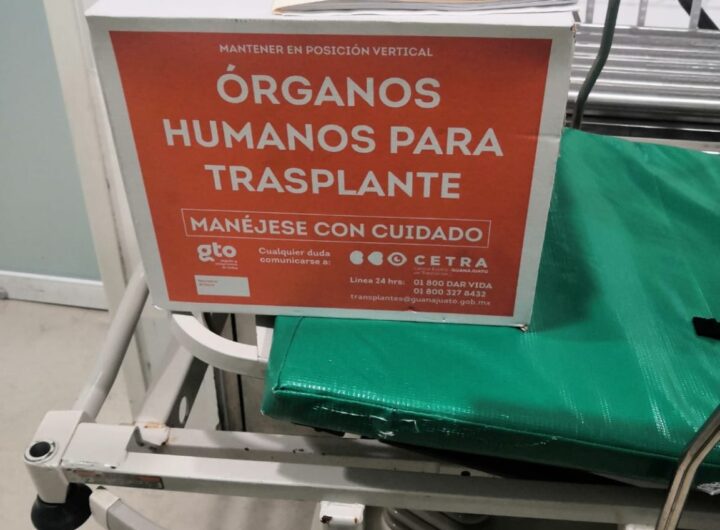 MANTENER EN POSICIÓN VERTICAL
ÓRGANOS
HUMANOS PARA
TRASPLANTE
MANÉJESE CON CUIDADO
gto
Cualquier duda
comunicarse a:
CETRA
GUANAJUATO
Línea 24 hrs:
01 800 DAR VIDA
01 800 327 8432
transplantes@guanajuato.gob.mx